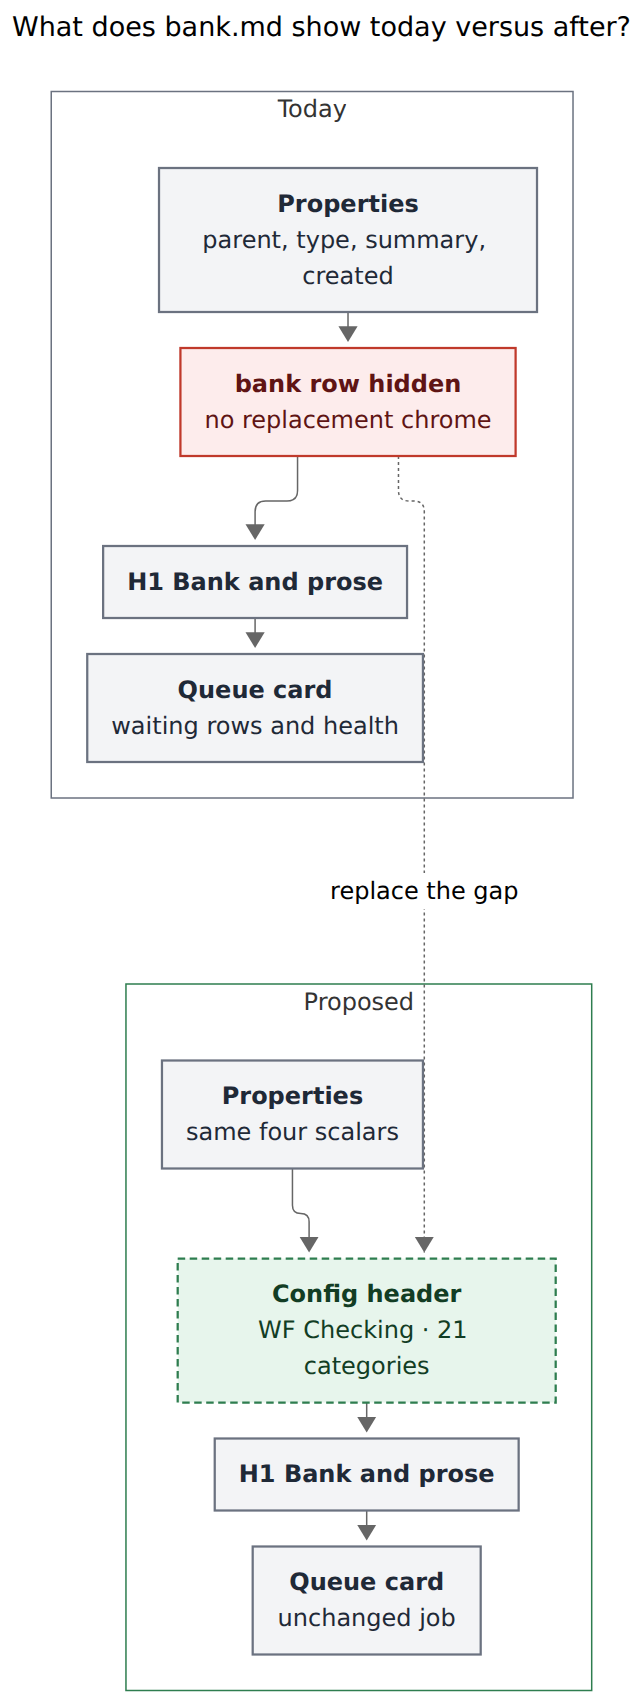 What does bank.md show today versus after?
Today
Properties
parent, type, summary,
created
bank row hidden
no replacement chrome
H1 Bank and prose
Queue card
waiting rows and health
replace the gap
Proposed
Properties
same four scalars
Config header
WF Checking · 21
categories
H1 Bank and prose
Queue card
unchanged job